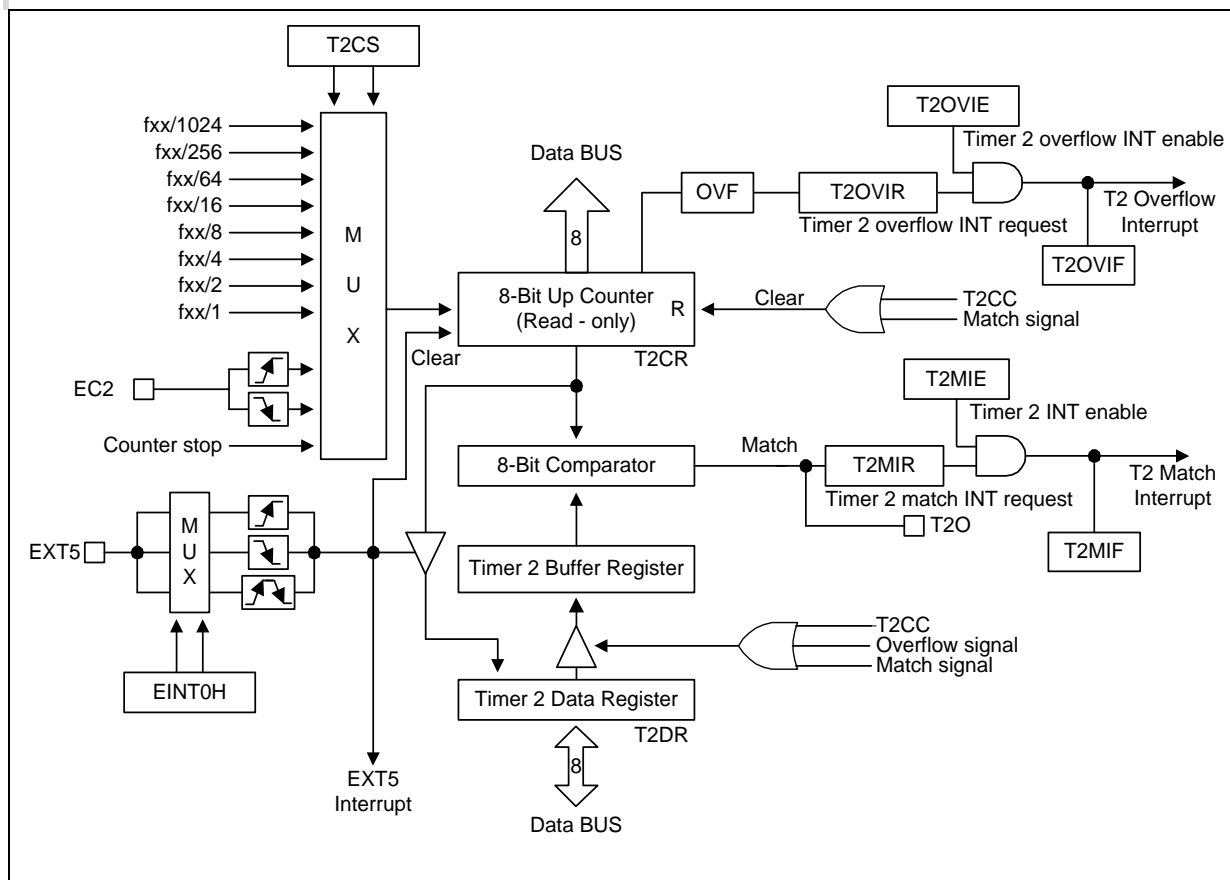 T2CS
fxx/1024
fxx/256
fxx/64
fxx/16
fxx/8
fxx/4
fxx/2
fxx/1
EC2
Counter stop
M
U
X
Data BUS
8
8-Bit Up Counter
(Read - only)
R
T2CR
Clear
OVF
T2OVIR
Timer 2 overflow INT request
T2OVIE
Timer 2 overflow INT enable
T2 Overflow
Interrupt
T2OVIF
Clear
T2CC
Match signal
T2MIE
Timer 2 INT enable
8-Bit Comparator
Match
T2MIR
Timer 2 match INT request
T2O
T2 Match
Interrupt
T2MIF
EXT5
M
U
X
EINT0H
EXT5
Interrupt
Timer 2 Buffer Register
T2CC
Overflow signal
Match signal
Timer 2 Data Register
T2DR
8
Data BUS